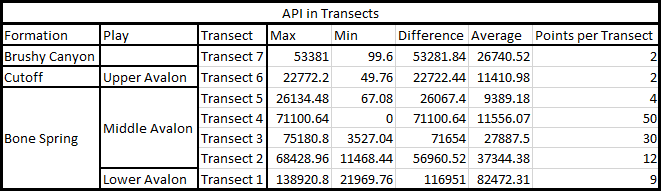 API in Transects
Formation Play Transect Max Min Difference Average Points per Transect
Brushy Canyon Transect 7 53381 99.6 53281.84 26740.52 2
Cutoff Upper Avalon Transect 6 22772.2 49.76 22722.44 11410.98 2
Bone Spring Middle Avalon Transect 5 26134.48 67.08 26067.4 9389.18 4
Transect 4 71100.64 0 71100.64 11556.07 50
Transect 3 75180.8 3527.04 71654 27887.5 30
Transect 2 68428.96 11468.44 56960.52 37344.38 12
Lower Avalon Transect 1 138920.8 21969.76 116951 82472.31 9